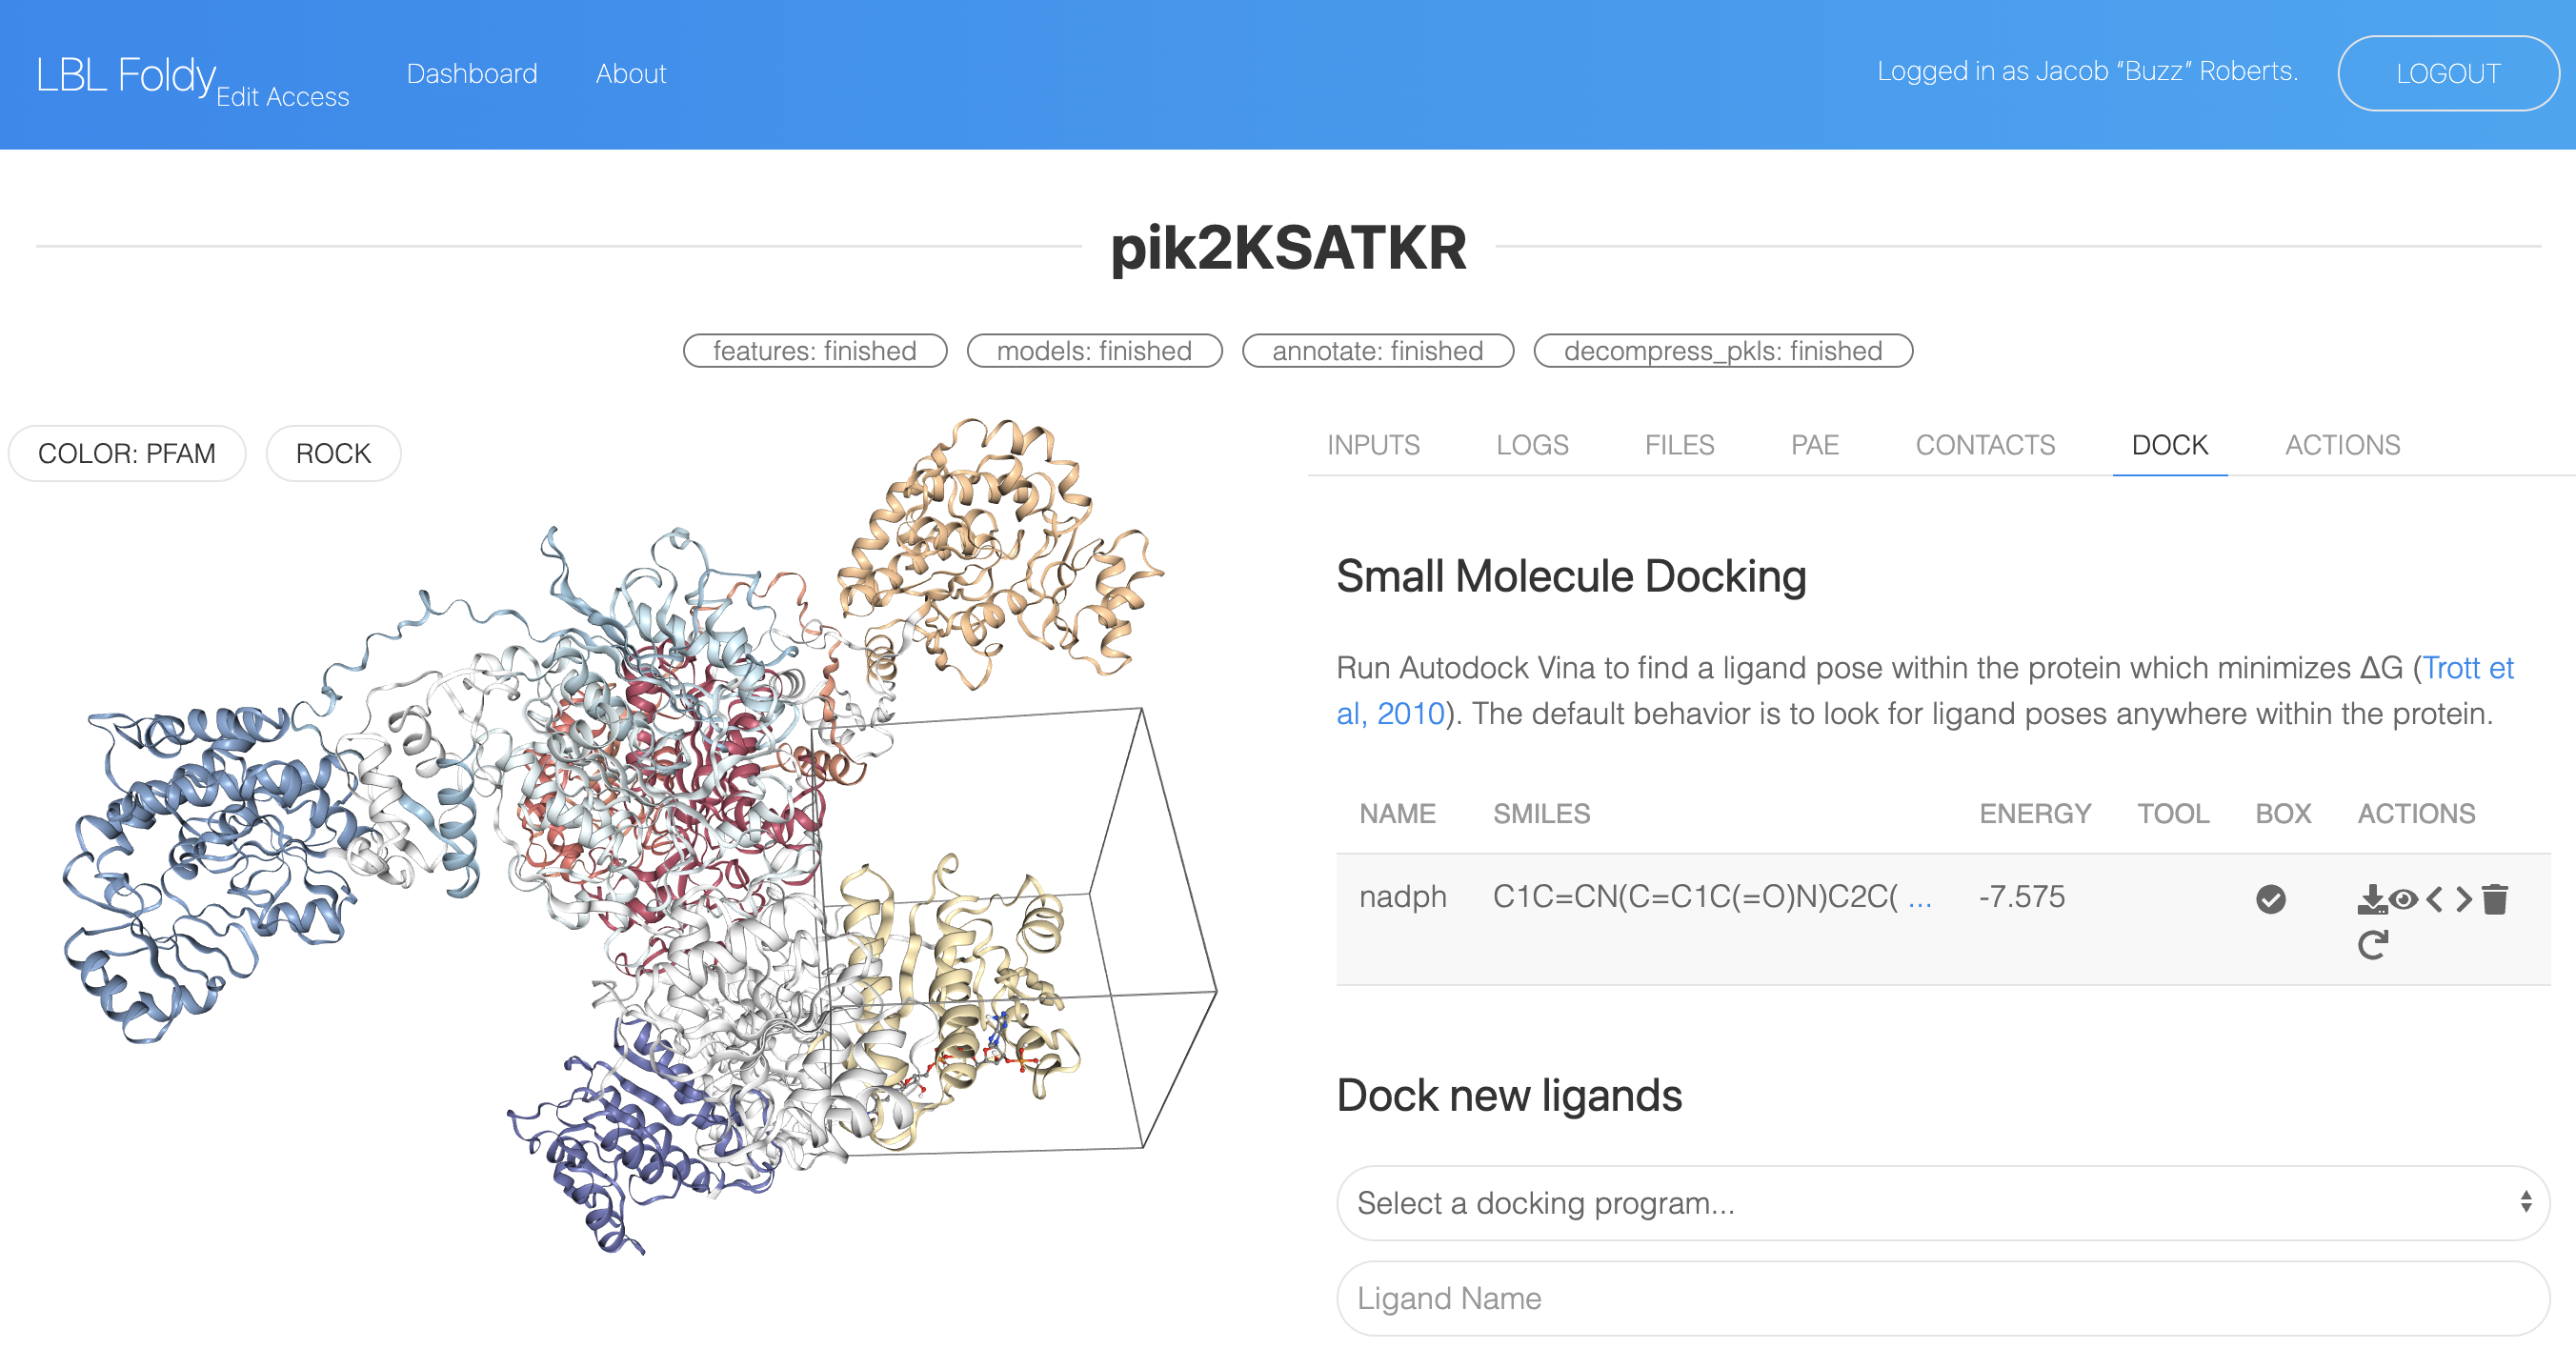 LBL Foldy Edit Access Dashboard About Logged in as Jacob “Buzz” Roberts. LOGOUT
pik2KSATKR
features: finished models: finished annotate: finished decompress_pkls: finished
COLOR: PFAM ROCK
INPUTS LOGS FILES PAE CONTACTS DOCK ACTIONS
Small Molecule Docking
Run Autodock Vina to find a ligand pose within the protein which minimizes ΔG (Trott et
al, 2010). The default behavior is to look for ligand poses anywhere within the protein.
NAME SMILES ENERGY TOOL BOX ACTIONS
nadph C1C=CN(C=C1C(=O)N)C2C( ... -7.575
Dock new ligands
Select a docking program...
Ligand Name